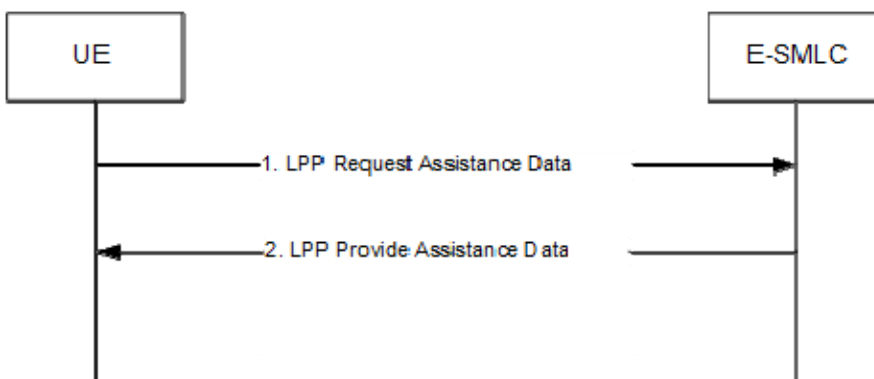 UE
E-SMLC
1. LPP Request Assistance Data
2. LPP Provide Assistance Data